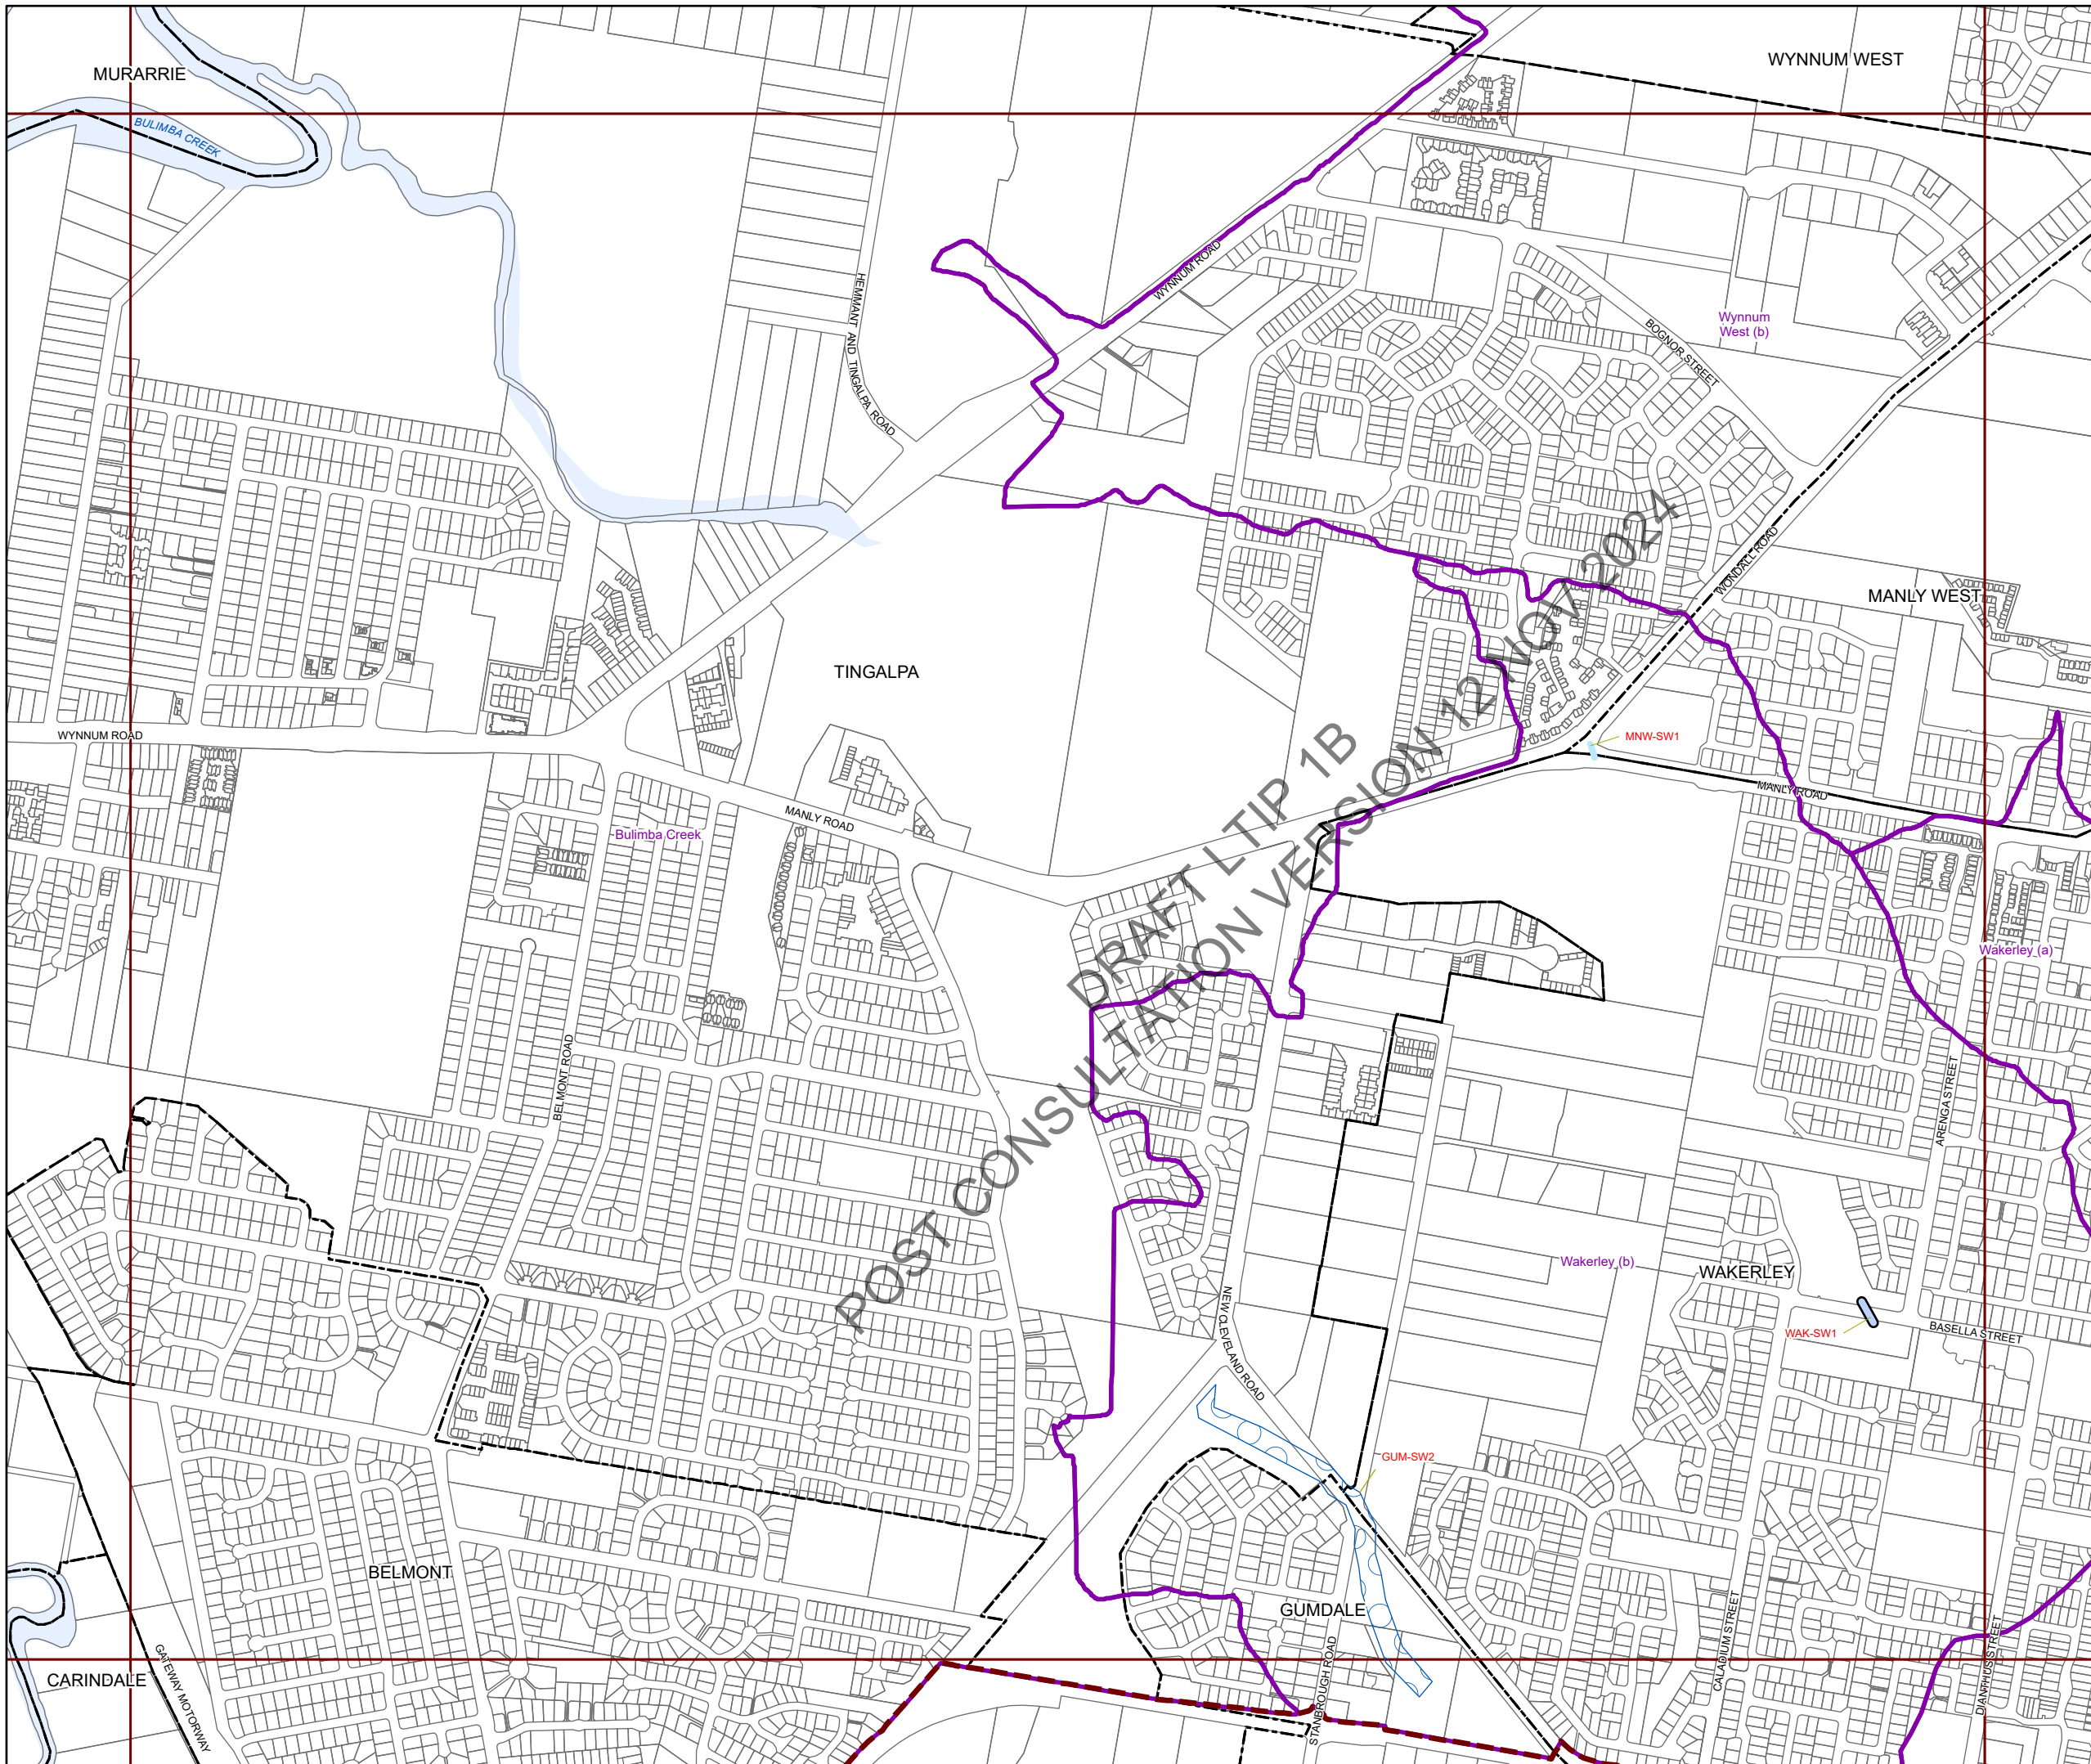 WYNNUM WEST
MURARRIE
BULIMBA CREEK
WYNNUM ROAD
HEMMANT AND TINGALPA ROAD
Wynnum
West (b)
BOGNOR STREET
WONDALL ROAD
MANLY WEST
TINGALPA
WYNNUM ROAD
MNW-SW1
MANLY ROAD
MANLY ROAD
Bulimba Creek
DRAFT LTIP 1B
POST CONSULTATION VERSION 12 NOV 2024
Wakerley (a)
BELMONT ROAD
ARENGA STREET
Wakerley (b)
WAKERLEY
NEW CLEVELAND ROAD
WAK-SW1
BASELLA STREET
GUM-SW2
BELMONT
GUMDALE
CALADIUM STREET
DIANTHUS STREET
STANBROUGH ROAD
CARINDALE
GATEWAY MOTORWAY